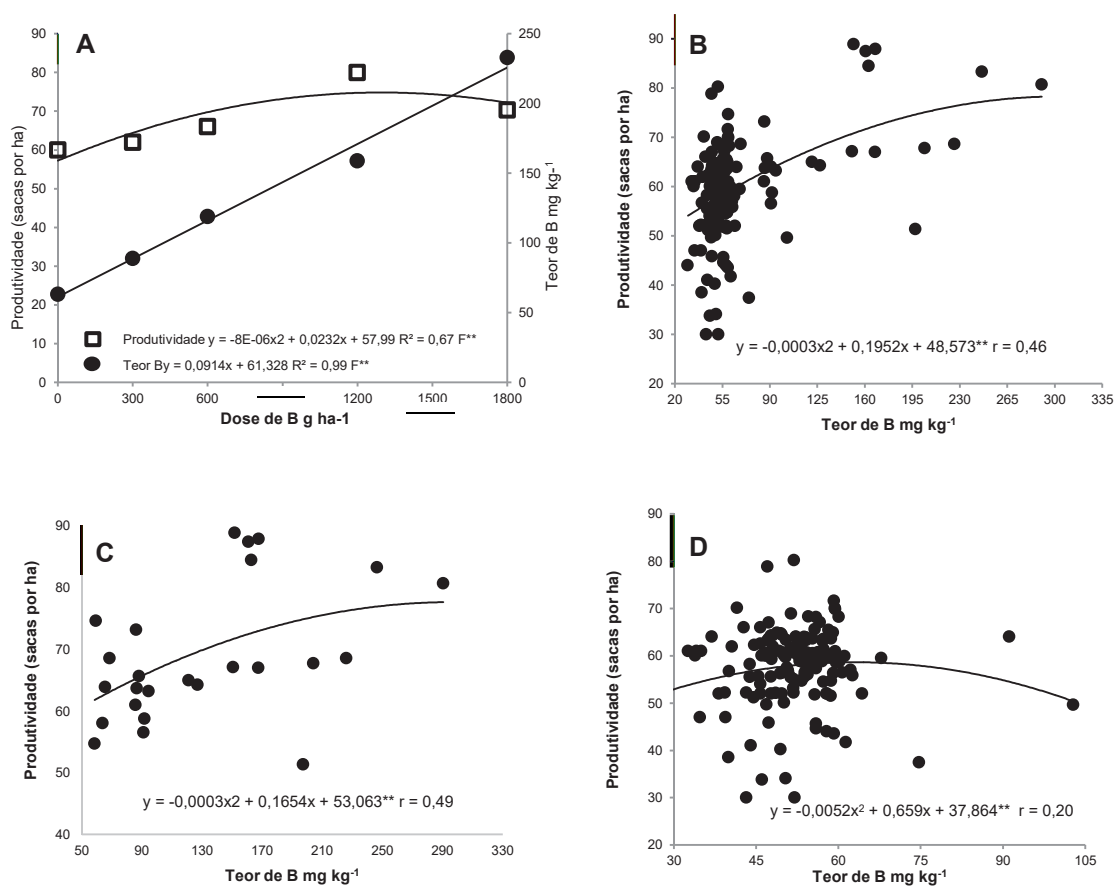 A
Produtividade (sacas por ha)
90
80
70
60
50
40
30
20
10
0
250
200
150
100
50
0
Teor de B mg kg-1
Produtividade y = -8E-06x2 + 0,0232x + 57,99 R² = 0,67 F**
Teor By = 0,0914x + 61,328 R² = 0,99 F**
0 300 600 1200 1500 1800
Dose de B g ha-1
B
Produtividade (sacas por ha)
90
80
70
60
50
40
30
20
y = -0,0003x2 + 0,1952x + 48,573** r = 0,46
20 55 90 125 160 195 230 265 300 335
Teor de B mg kg-1
C
Produtividade (sacas por ha)
90
80
70
60
50
40
y = -0,0003x2 + 0,1654x + 53,063** r = 0,49
50 90 130 170 210 250 290 330
Teor de B mg kg-1
D
Produtividade (sacas por ha)
90
80
70
60
50
40
30
20
y = -0,0052x² + 0,659x + 37,864** r = 0,20
30 45 60 75 90 105
Teor de B mg kg-1